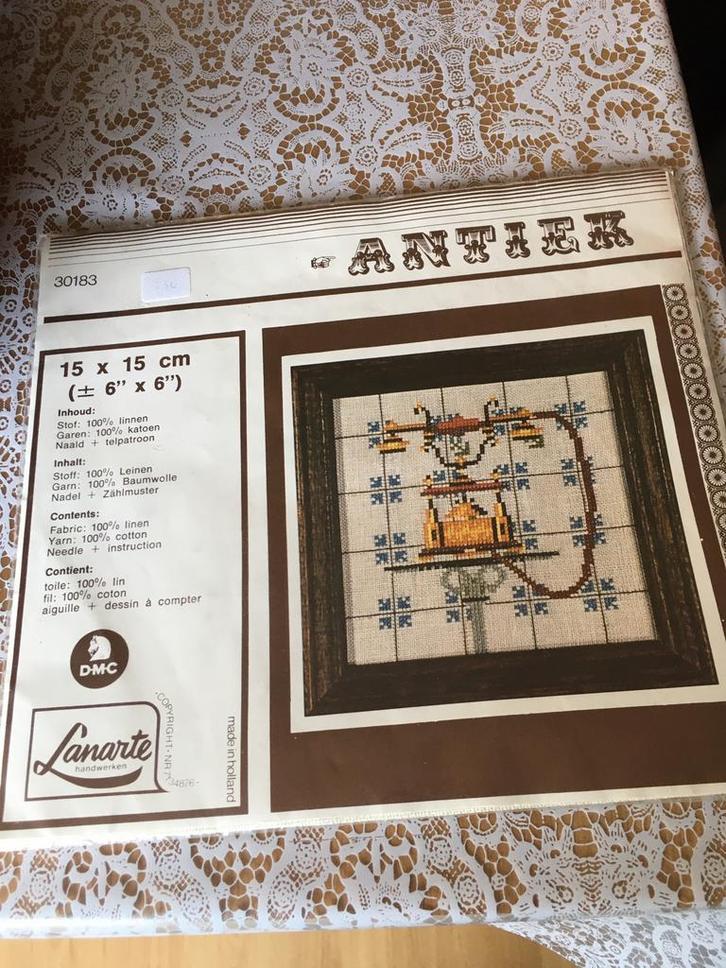 ANTIEK
30183
15 x 15 cm
(± 6” x 6”)
Inhoud:
Stof: 100% linnen
Garen: 100% katoen
Naald + telpatroon
Inhalt:
Stoff: 100% Leinen
Garn: 100% Baumwolle
Nadel + Zählmuster
Contents:
Fabric: 100% linen
Yarn: 100% cotton
Needle + instruction
Contient:
toile: 100% lin
fil: 100% coton
aiguille + dessin à compter
D·M·C
Lanarte
handwerken
COPYRIGHT-NR
made in holland